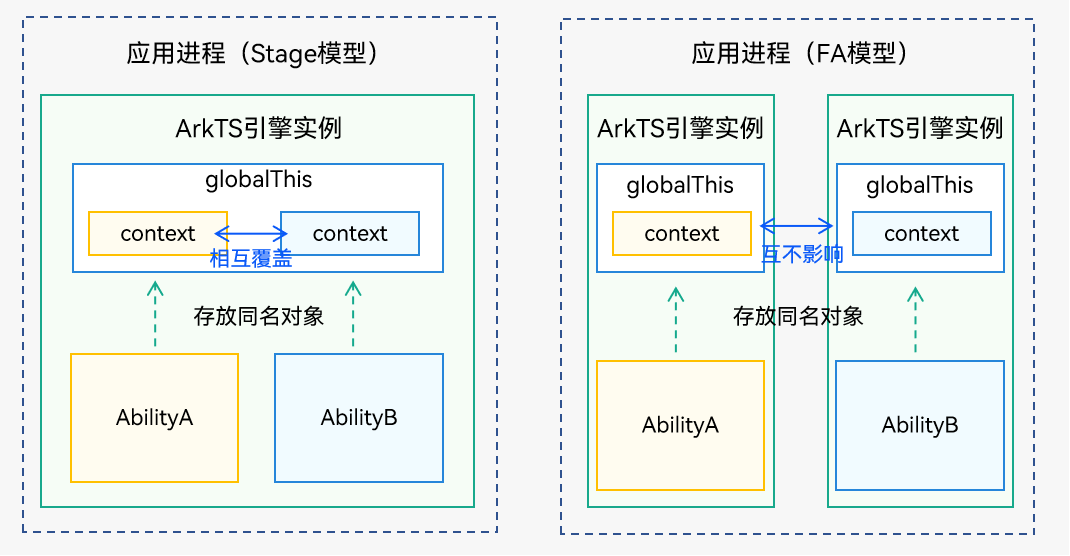 应用进程（Stage模型）
ArkTS引擎实例
globalThis
context
context
相互覆盖
存放同名对象
AbilityA
AbilityB
应用进程（FA模型）
ArkTS引擎实例
ArkTS引擎实例
globalThis
globalThis
context
context
互不影响
存放同名对象
AbilityA
AbilityB